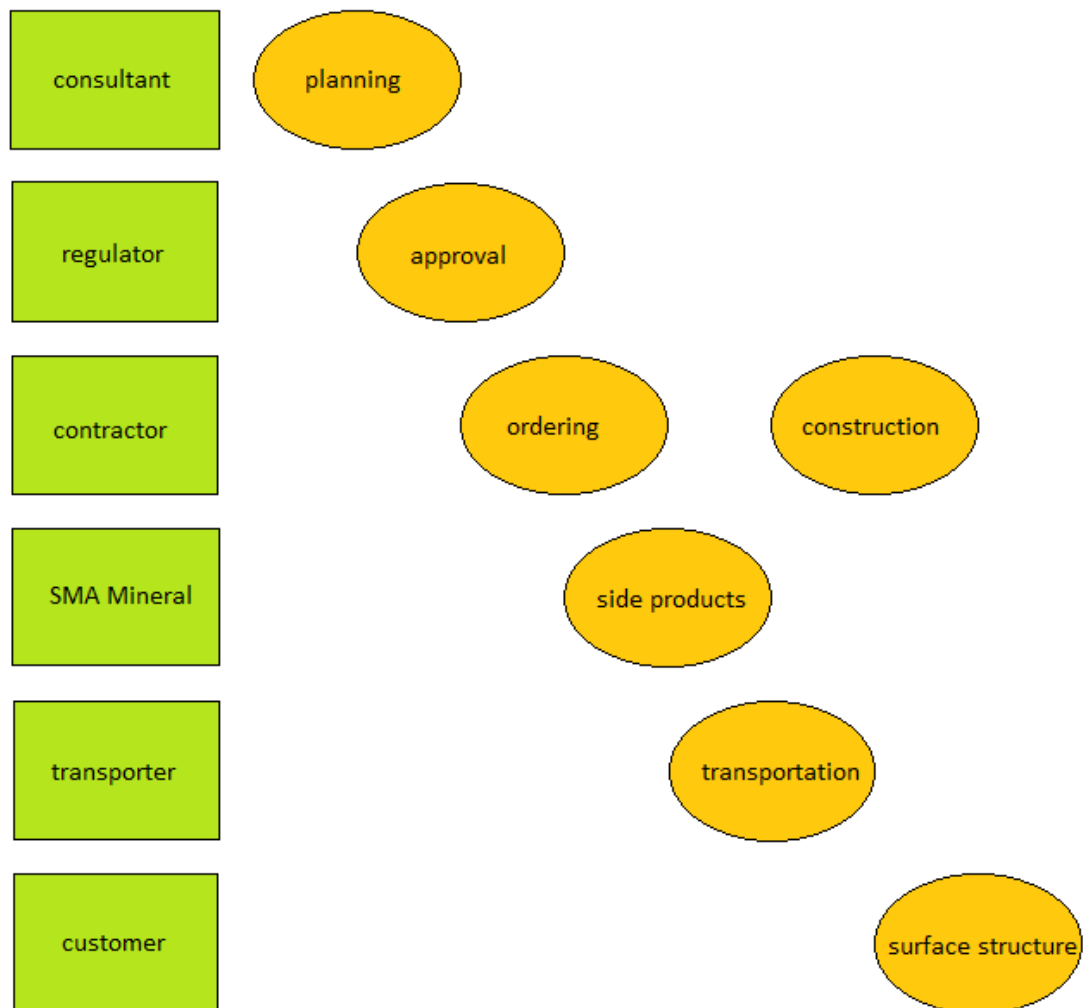 consultant
planning
regulator
approval
contractor
ordering
construction
SMA Mineral
side products
transporter
transportation
customer
surface structure